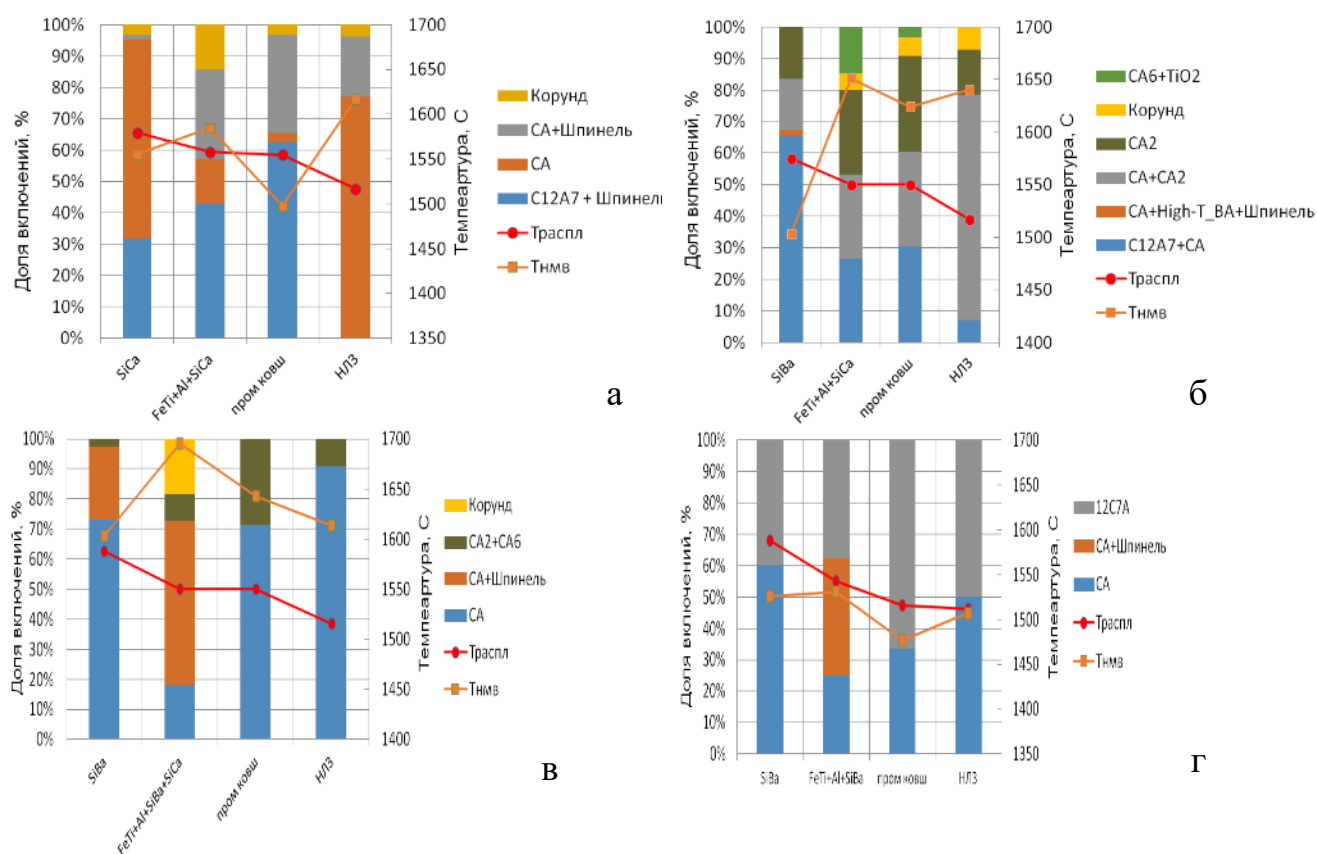 100%
90%
80%
70%
60%
50%
40%
30%
20%
10%
0%
Доля включений, %
1700
1650
1600
1550
1500
1450
1400
1350
Темпеартура, С
SiCa
FeTi+Al+SiCa
пром ковш
НЛЗ
Корунд
СА+Шпинель
СА
С12А7 + Шпинель
Траспл
Тнмв
а
100%
90%
80%
70%
60%
50%
40%
30%
20%
10%
0%
Доля включений, %
1700
1650
1600
1550
1500
1450
1400
Темпеартура, С
SiBa
FeTi+Al+SiCa
пром ковш
НЛЗ
СА6+TiO2
Корунд
СА2
СА+СА2
СА+High-T_BA+Шпинель
С12А7+СА
Траспл
Тнмв
б
100%
90%
80%
70%
60%
50%
40%
30%
20%
10%
0%
Доля включений, %
1700
1650
1600
1550
1500
1450
1400
Темпеартура, С
SiBa
FeTi+Al+SiBa+SiCa
пром ковш
НЛЗ
Корунд
СА2+СА6
СА+Шпинель
СА
Траспл
Тнмв
в
100%
90%
80%
70%
60%
50%
40%
30%
20%
10%
0%
Доля включений, %
1700
1650
1600
1550
1500
1450
1400
1350
Темпеартура, С
SiBa
FeTi+Al+SiBa
пром ковш
НЛЗ
12С7А
СА+Шпинель
СА
Траспл
Тнмв
г